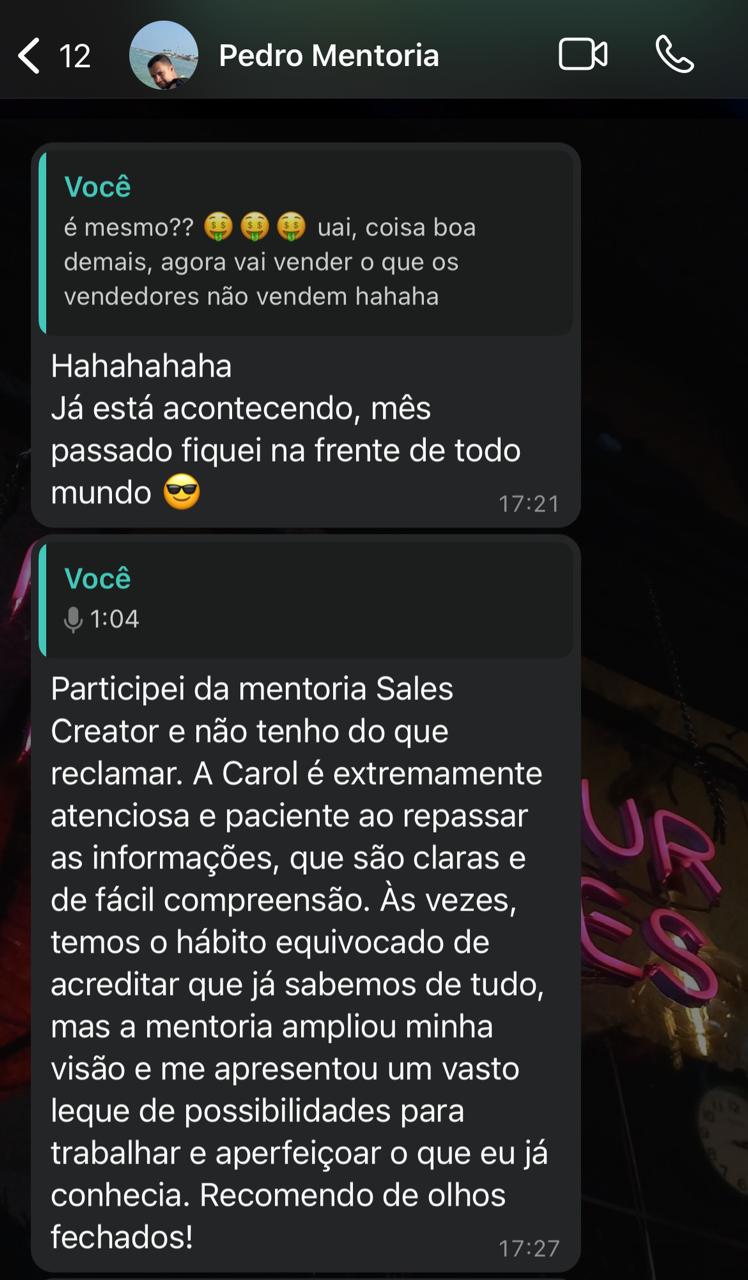 12 Pedro Mentoria
Você
é mesmo?? 🤑 🤑 🤑 uai, coisa boa
demais, agora vai vender o que os
vendedores não vendem hahaha
Hahahahaha
Já está acontecendo, mês
passado fiquei na frente de todo
mundo 😎
17:21
Você
1:04
Participei da mentoria Sales
Creator e não tenho do que
reclamar. A Carol é extremamente
atenciosa e paciente ao repassar
as informações, que são claras e
de fácil compreensão. Às vezes,
temos o hábito equivocado de
acreditar que já sabemos de tudo,
mas a mentoria ampliou minha
visão e me apresentou um vasto
leque de possibilidades para
trabalhar e aperfeiçoar o que eu já
conhecia. Recomendo de olhos
fechados!
17:27
UR
ES